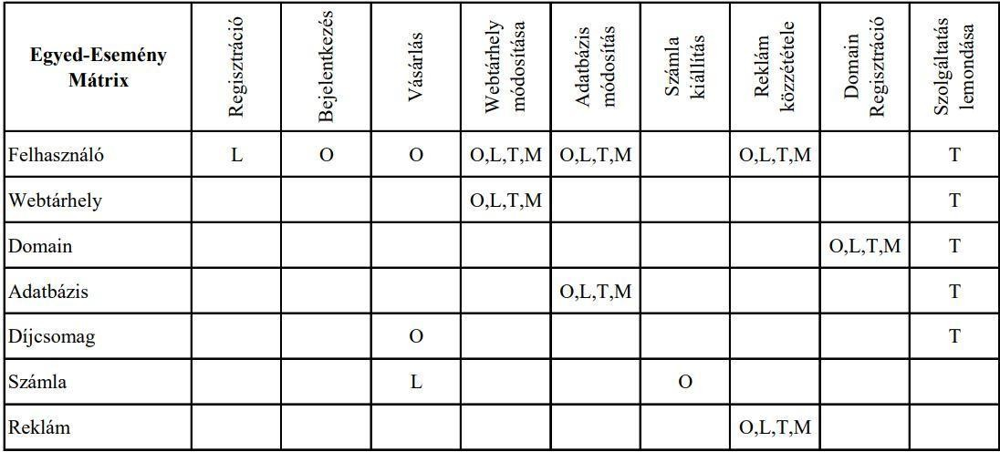 Egyed-Esemény
Mátrix
Regisztráció
Bejelentkezés
Vásárlás
Webtárhely
módosítása
Adatbázis
módosítás
Számla
kiállítás
Reklám
közzététele
Domain
Regisztráció
Szolgáltatás
lemondása
Felhasználó L O O O,L,T,M O,L,T,M O,L,T,M T
Webtárhely O,L,T,M T
Domain O,L,T,M T
Adatbázis O,L,T,M T
Díjcsomag O T
Számla L O
Reklám O,L,T,M